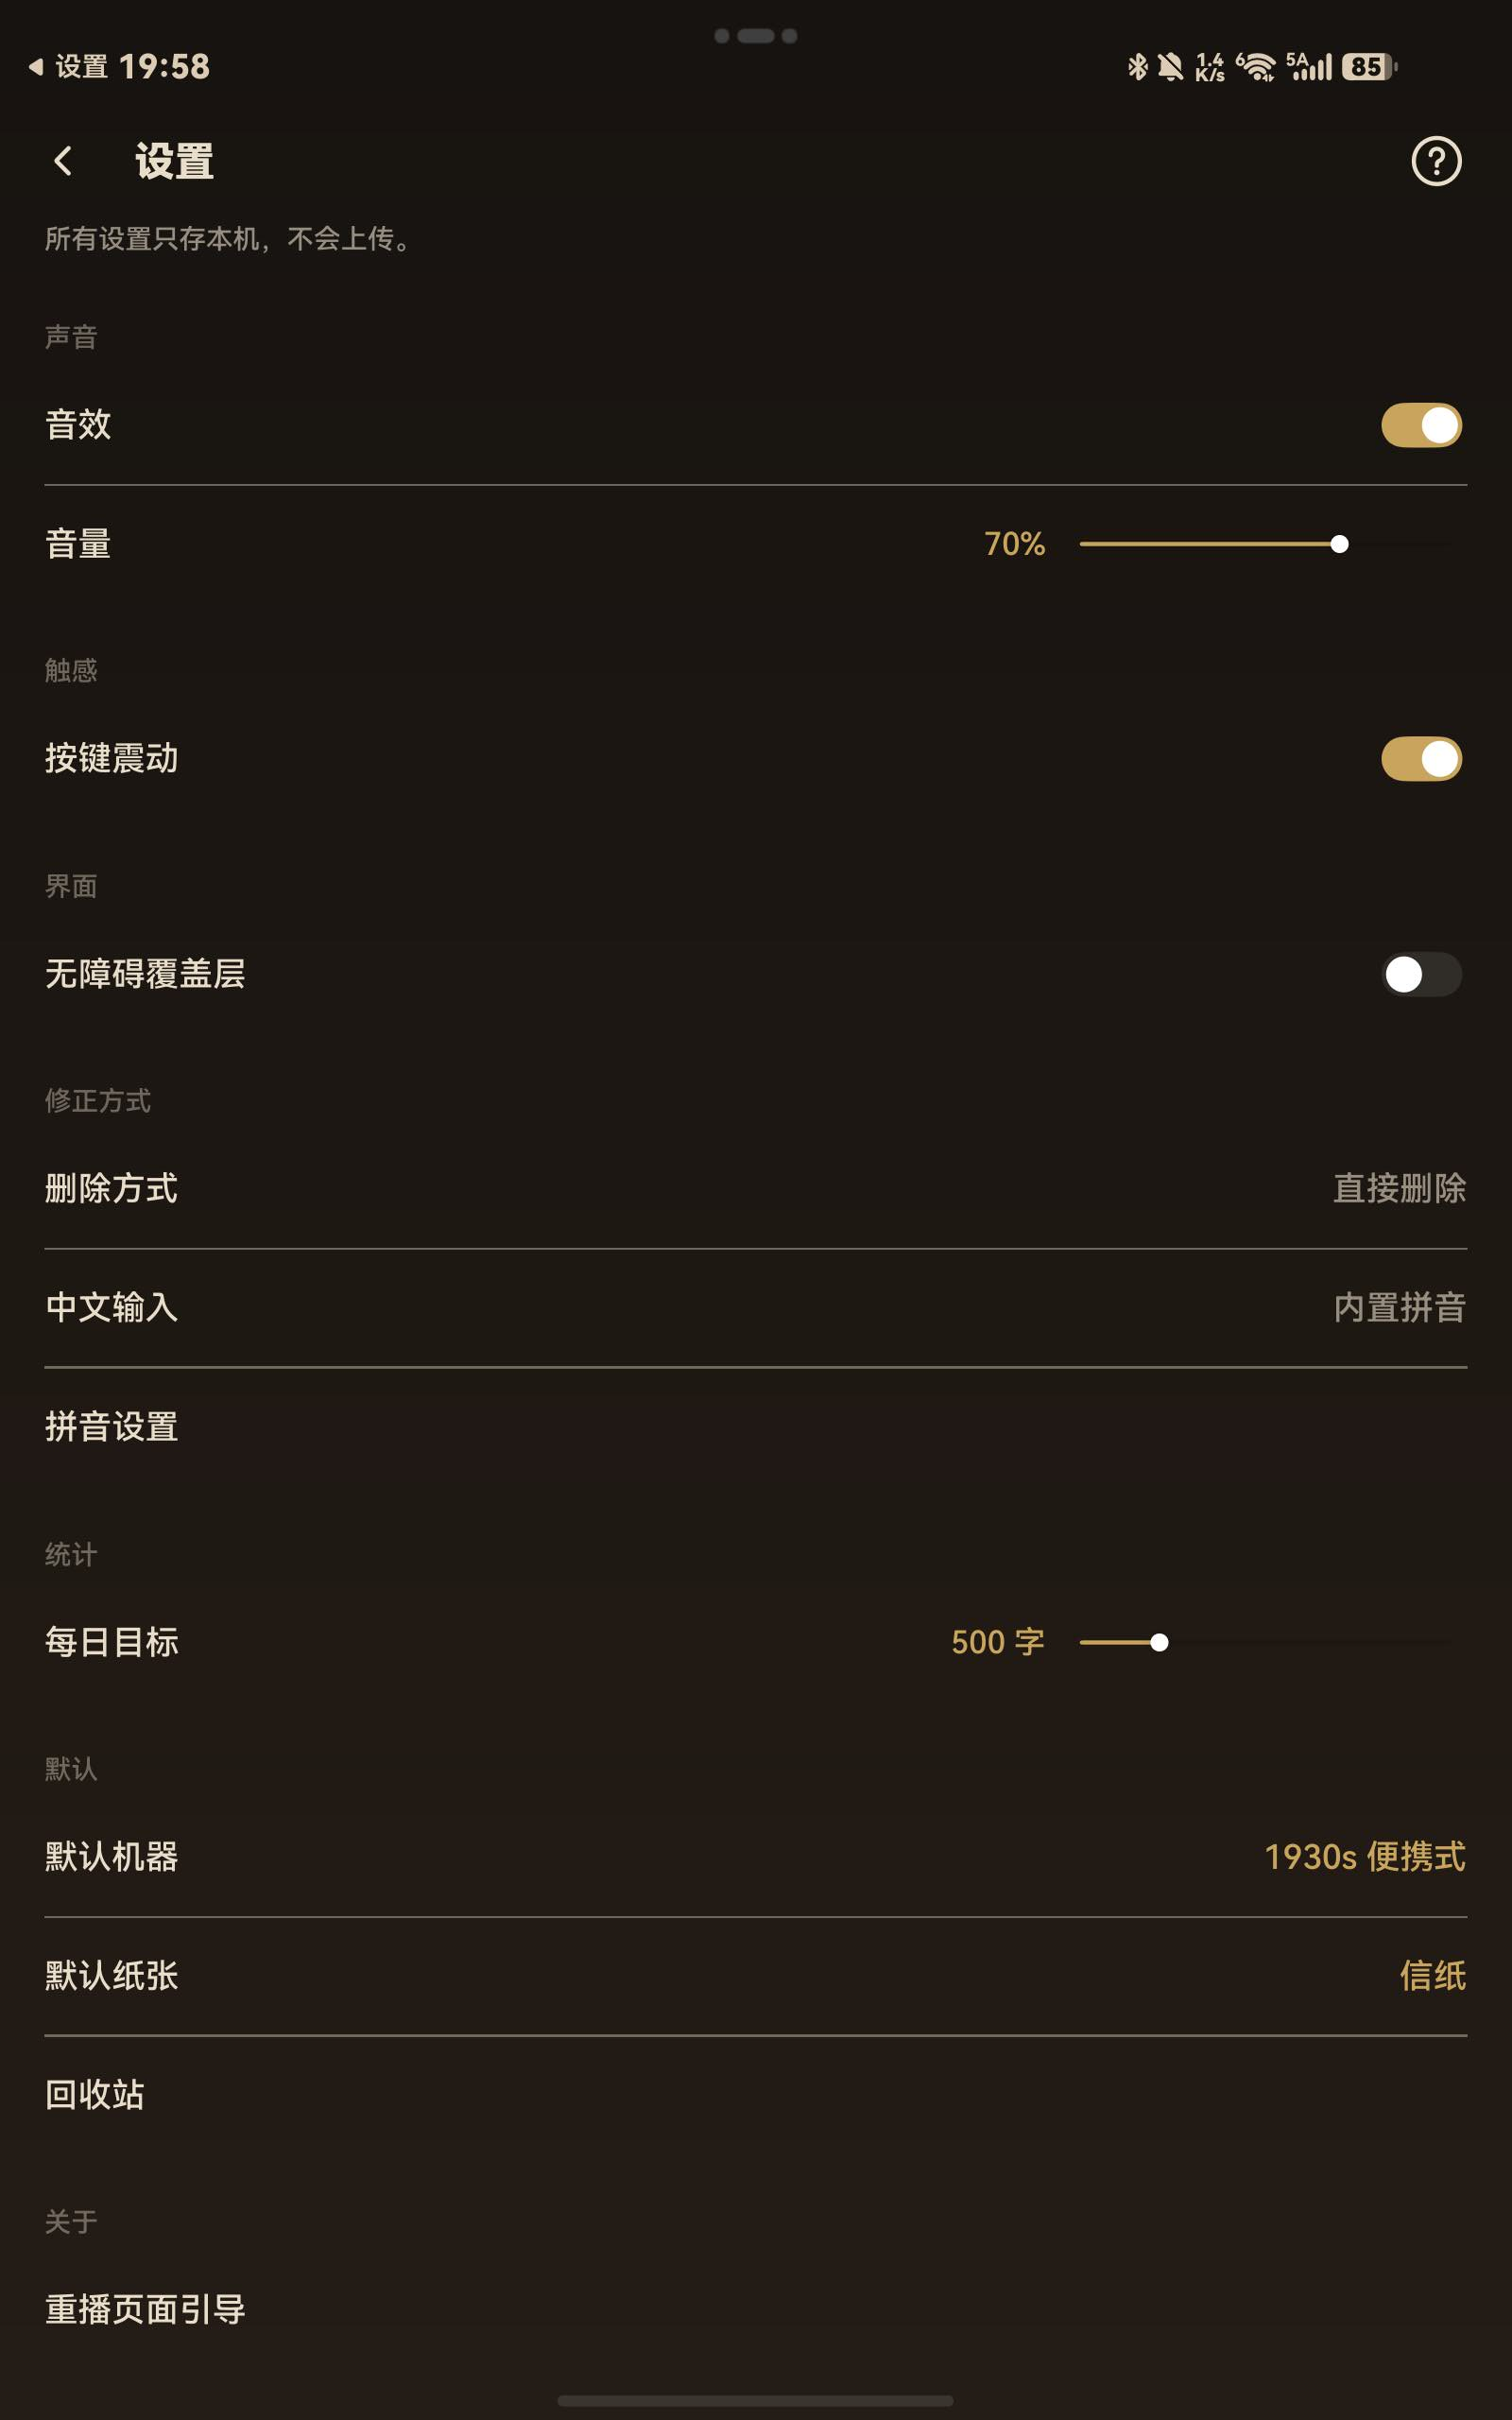 设置 19:58
1.4 K/s 6 5A 85
设置
所有设置只存本机，不会上传。
声音
音效
音量 70%
触感
按键震动
界面
无障碍覆盖层
修正方式
删除方式 直接删除
中文输入 内置拼音
拼音设置
统计
每日目标 500 字
默认
默认机器 1930s 便携式
默认纸张 信纸
回收站
关于
重播页面引导